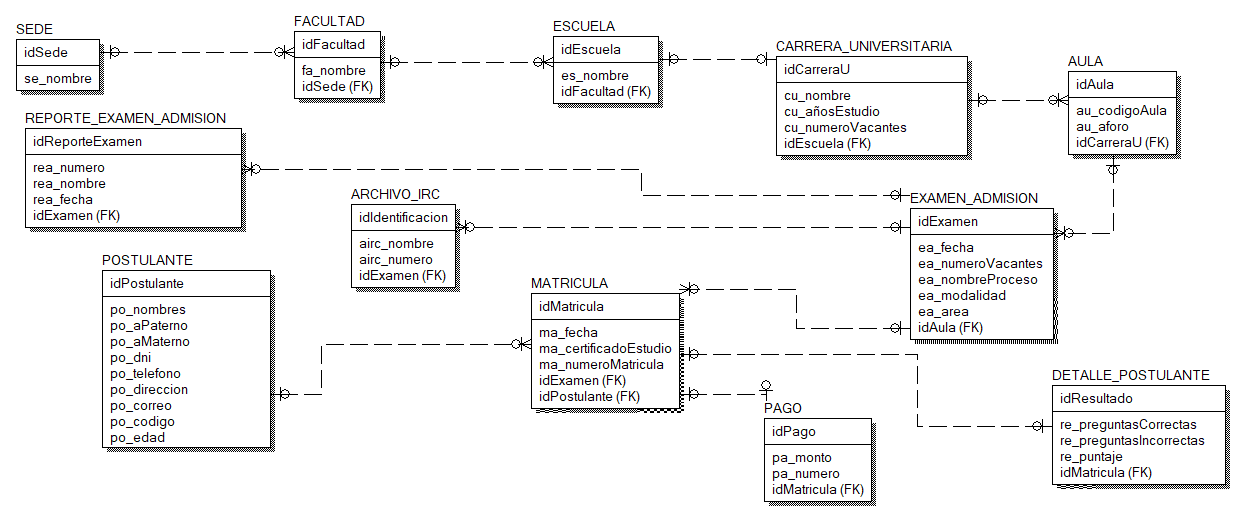 SEDE
idSede
se_nombre
FACULTAD
idFacultad
fa_nombre
idSede (FK)
ESCUELA
idEscuela
es_nombre
idFacultad (FK)
CARRERA_UNIVERSITARIA
idCarreraU
cu_nombre
cu_añosEstudio
cu_numeroVacantes
idEscuela (FK)
AULA
idAula
au_codigoAula
au_aforo
idCarreraU (FK)
REPORTE_EXAMEN_ADMISION
idReporteExamen
rea_numero
rea_nombre
rea_fecha
idExamen (FK)
ARCHIVO_IRC
idIdentificacion
airc_nombre
airc_numero
idExamen (FK)
EXAMEN_ADMISION
idExamen
ea_fecha
ea_numeroVacantes
ea_nombreProceso
ea_modalidad
ea_area
idAula (FK)
POSTULANTE
idPostulante
po_nombres
po_aPaterno
po_aMaterno
po_dni
po_telefono
po_direccion
po_correo
po_codigo
po_edad
MATRICULA
idMatricula
ma_fecha
ma_certificadoEstudio
ma_numeroMatricula
idExamen (FK)
idPostulante (FK)
PAGO
idPago
pa_monto
pa_numero
idMatricula (FK)
DETALLE_POSTULANTE
idResultado
re_preguntasCorrectas
re_preguntasIncorrectas
re_puntaje
idMatricula (FK)